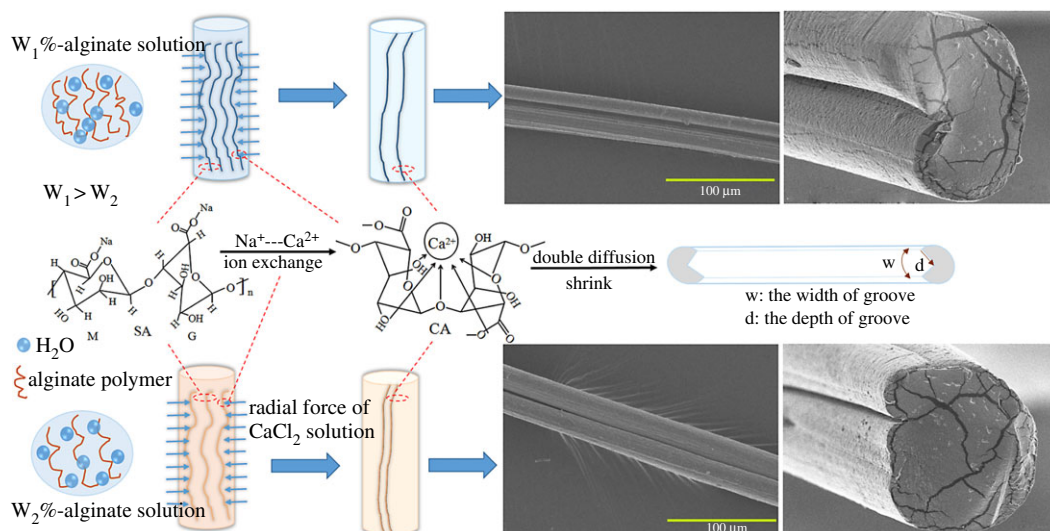 W1%-alginate solution
W1 > W2
100 µm
Na
Na
O
O
O
O
H
H
H
H
OH
HO
H
O
O
OH
H
OH
H
O
n
M
SA
G
Na+---Ca2+
ion exchange
O
O
O
Ca2+
OH
O
O
OH
O
O
HO
O
OH
O
O
CA
double diffusion
shrink
w
d
w: the width of groove
d: the depth of groove
H2O
alginate polymer
radial force of
CaCl2 solution
W2%-alginate solution
100 µm